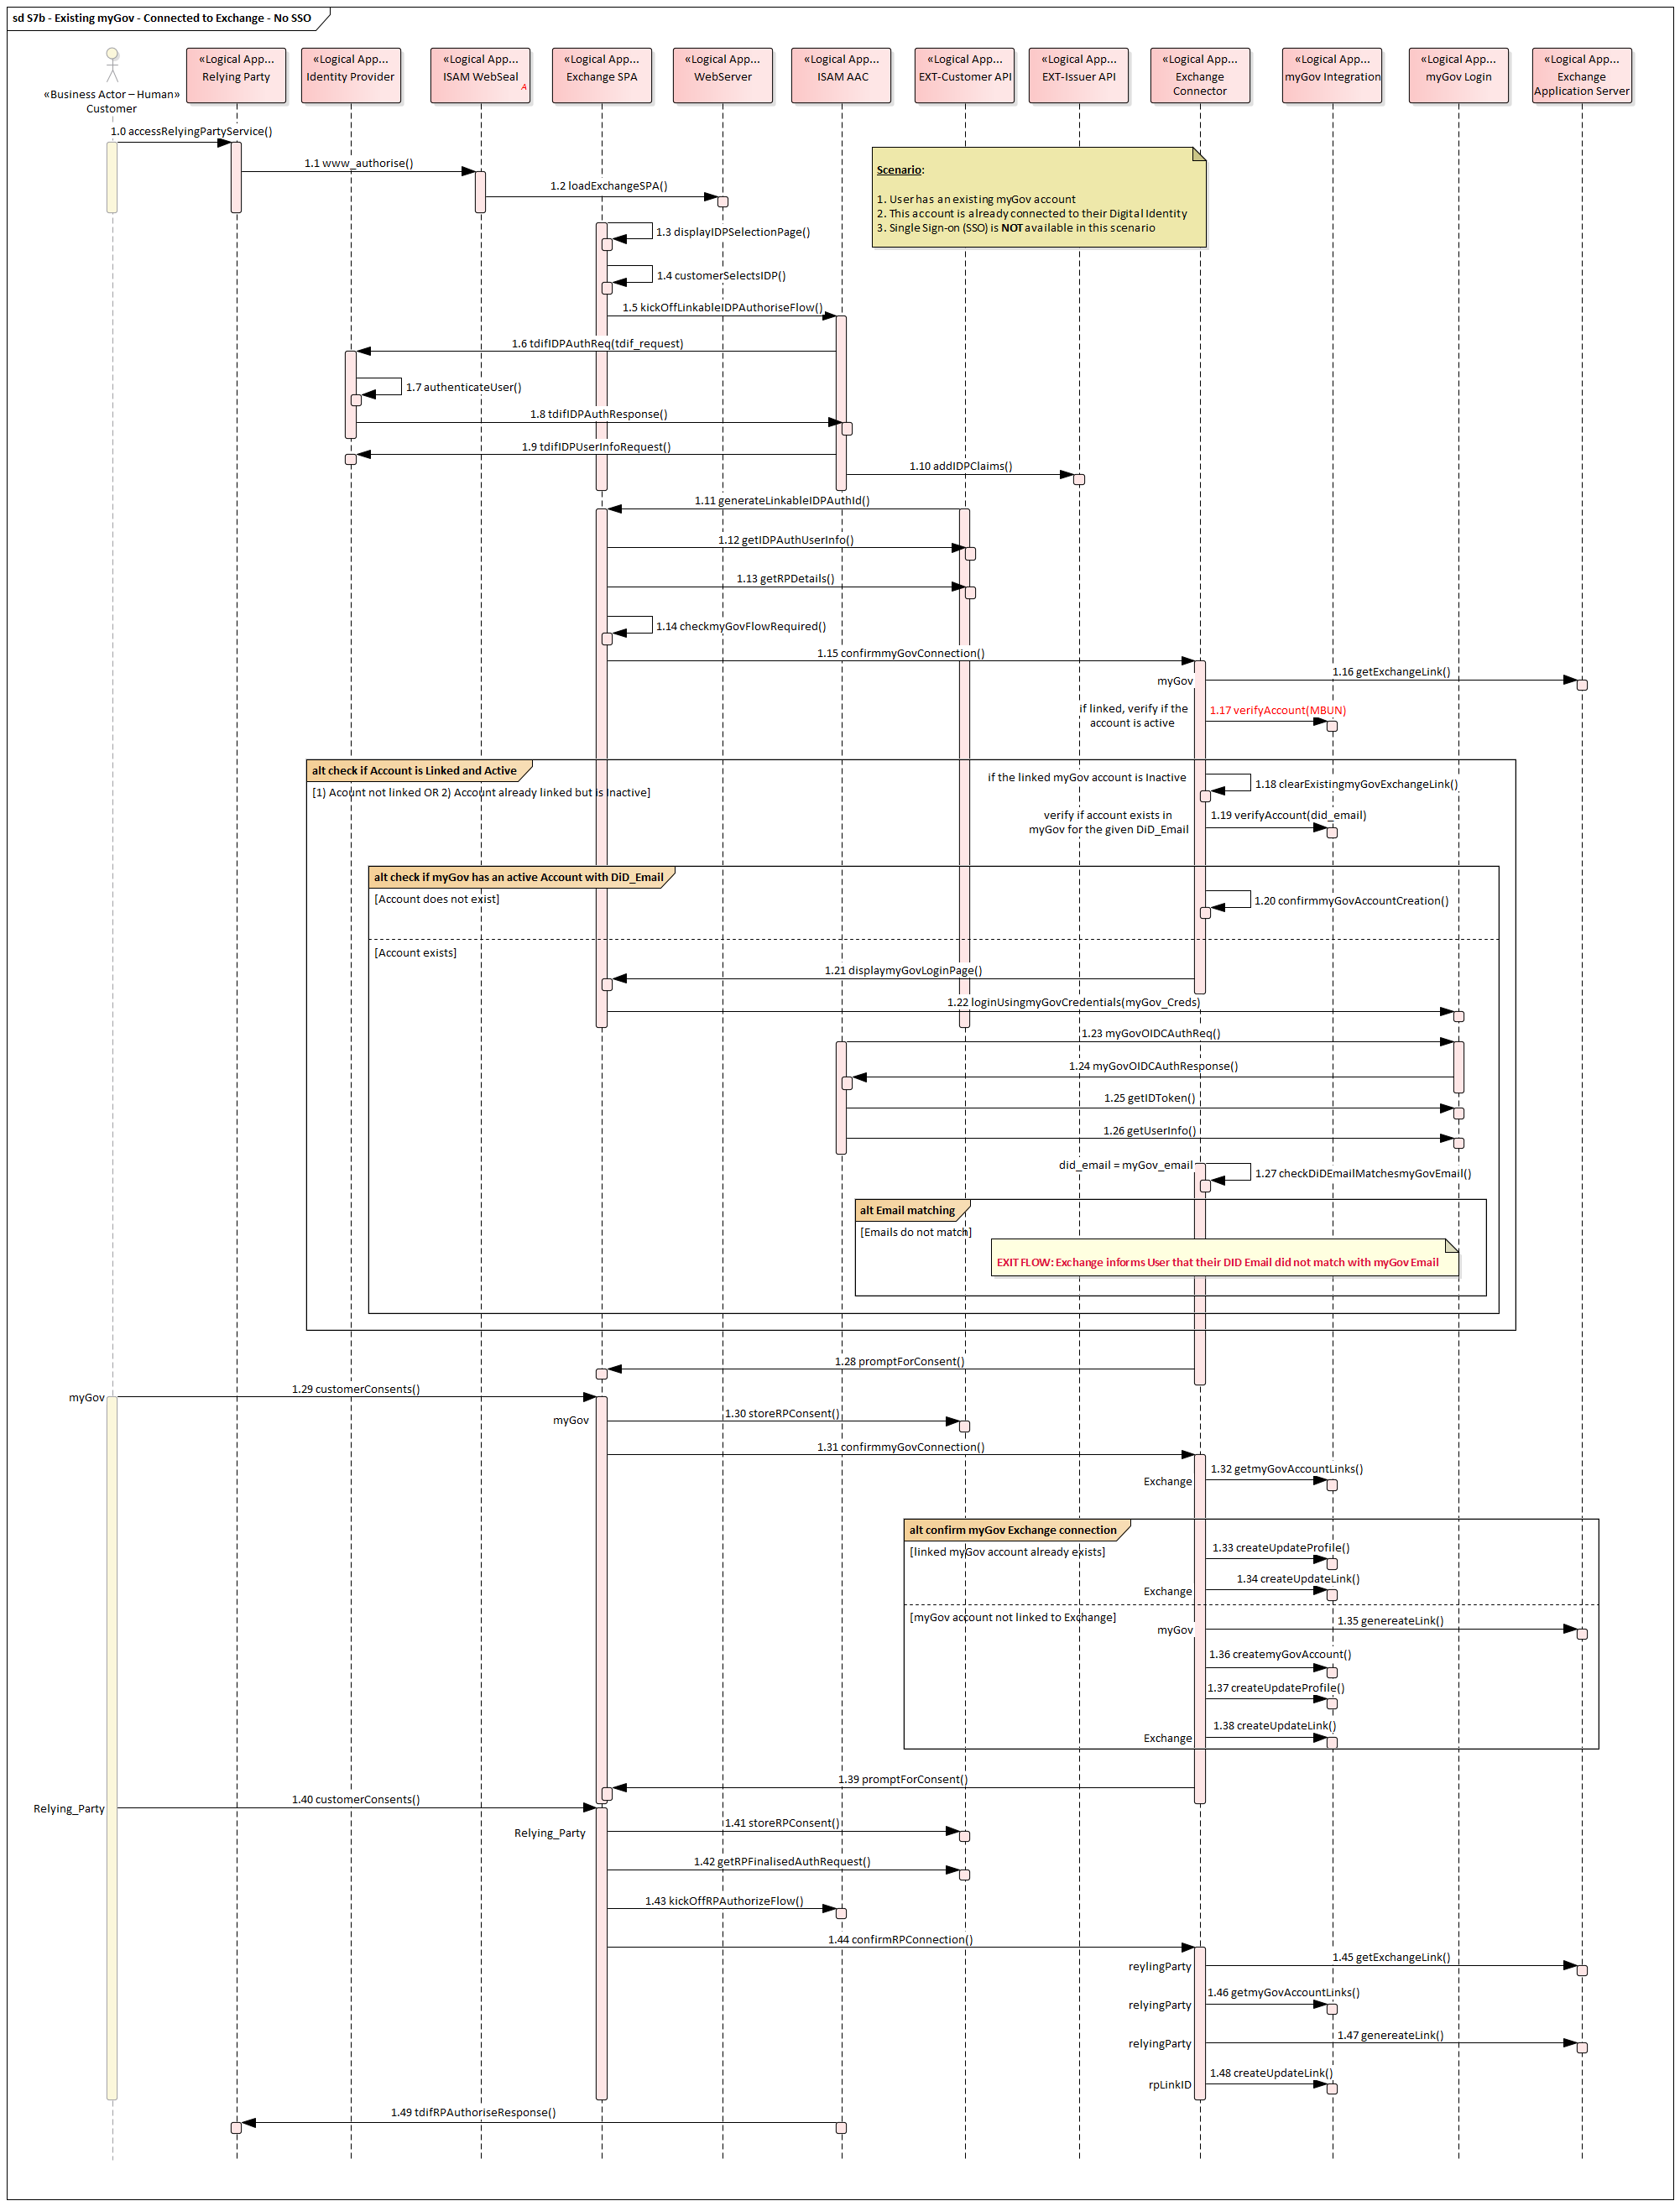 sd S7b - Existing myGov - Connected to Exchange - No SSO
«Business Actor – Human»
Customer
«Logical App...
Relying Party
«Logical App...
Identity Provider
«Logical App...
ISAM WebSeal
A
«Logical App...
Exchange SPA
«Logical App...
WebServer
«Logical App...
ISAM AAC
«Logical App...
EXT-Customer API
«Logical App...
EXT-Issuer API
«Logical App...
Exchange
Connector
«Logical App...
myGov Integration
«Logical App...
myGov Login
«Logical App...
Exchange
Application Server
1.0 accessRelyingPartyService()
1.1 www_authorise()
1.2 loadExchangeSPA()
Scenario:
1. User has an existing myGov account
2. This account is already connected to their Digital Identity
3. Single Sign-on (SSO) is NOT available in this scenario
1.3 displayIDPSelectionPage()
1.4 customerSelectsIDP()
1.5 kickOffLinkableIDPAuthoriseFlow()
1.6 tdifIDPAuthReq(tdif_request)
1.7 authenticateUser()
1.8 tdifIDPAuthResponse()
1.9 tdifIDPUserInfoRequest()
1.10 addIDPClaims()
1.11 generateLinkableIDPAuthId()
1.12 getIDPAuthUserInfo()
1.13 getRPDetails()
1.14 checkmyGovFlowRequired()
1.15 confirmmyGovConnection()
myGov
1.16 getExchangeLink()
if linked, verify if the
account is active
1.17 verifyAccount(MBUN)
alt check if Account is Linked and Active
[1) Acount not linked OR 2) Account already linked but is Inactive]
if the linked myGov account is Inactive
1.18 clearExistingmyGovExchangeLink()
verify if account exists in
myGov for the given DiD_Email
1.19 verifyAccount(did_email)
alt check if myGov has an active Account with DiD_Email
[Account does not exist]
1.20 confirmmyGovAccountCreation()
[Account exists]
1.21 displaymyGovLoginPage()
1.22 loginUsingmyGovCredentials(myGov_Creds)
1.23 myGovOIDCAuthReq()
1.24 myGovOIDCAuthResponse()
1.25 getIDToken()
1.26 getUserInfo()
did_email = myGov_email
1.27 checkDiDEmailMatchesmyGovEmail()
alt Email matching
[Emails do not match]
EXIT FLOW: Exchange informs User that their DID Email did not match with myGov Email
1.28 promptForConsent()
myGov
1.29 customerConsents()
myGov
1.30 storeRPConsent()
1.31 confirmmyGovConnection()
Exchange
1.32 getmyGovAccountLinks()
alt confirm myGov Exchange connection
[linked myGov account already exists]
1.33 createUpdateProfile()
Exchange
1.34 createUpdateLink()
[myGov account not linked to Exchange]
myGov
1.35 genereateLink()
1.36 createmyGovAccount()
1.37 createUpdateProfile()
Exchange
1.38 createUpdateLink()
1.39 promptForConsent()
Relying_Party
1.40 customerConsents()
Relying_Party
1.41 storeRPConsent()
1.42 getRPFinalisedAuthRequest()
1.43 kickOffRPAuthorizeFlow()
1.44 confirmRPConnection()
reylingParty
1.45 getExchangeLink()
relyingParty
1.46 getmyGovAccountLinks()
relyingParty
1.47 genereateLink()
rpLinkID
1.48 createUpdateLink()
1.49 tdifRPAuthoriseResponse()